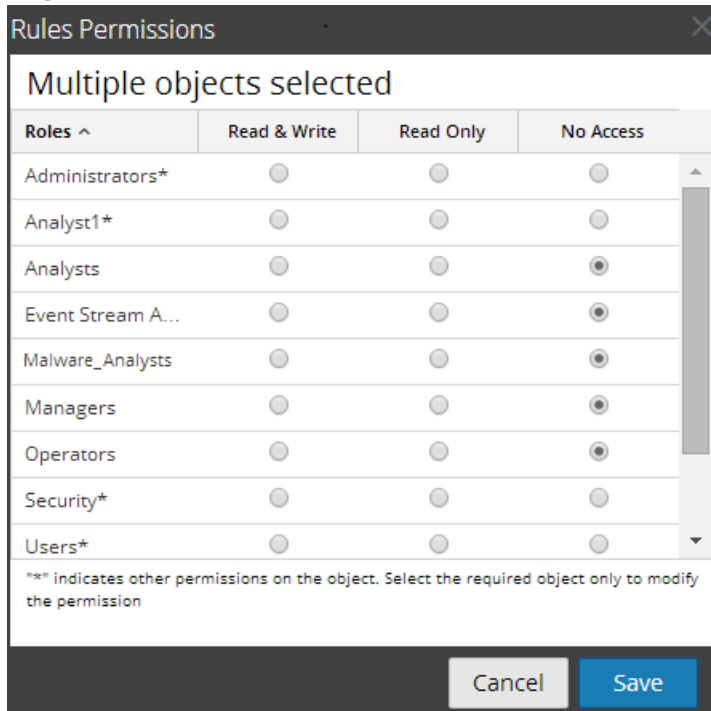 Rules Permissions
Multiple objects selected
Roles Read & Write Read Only No Access
Administrators*
Analyst1*
Analysts
Event Stream A...
Malware_Analysts
Managers
Operators
Security*
Users*
"*" indicates other permissions on the object. Select the required object only to modify
the permission
Cancel Save